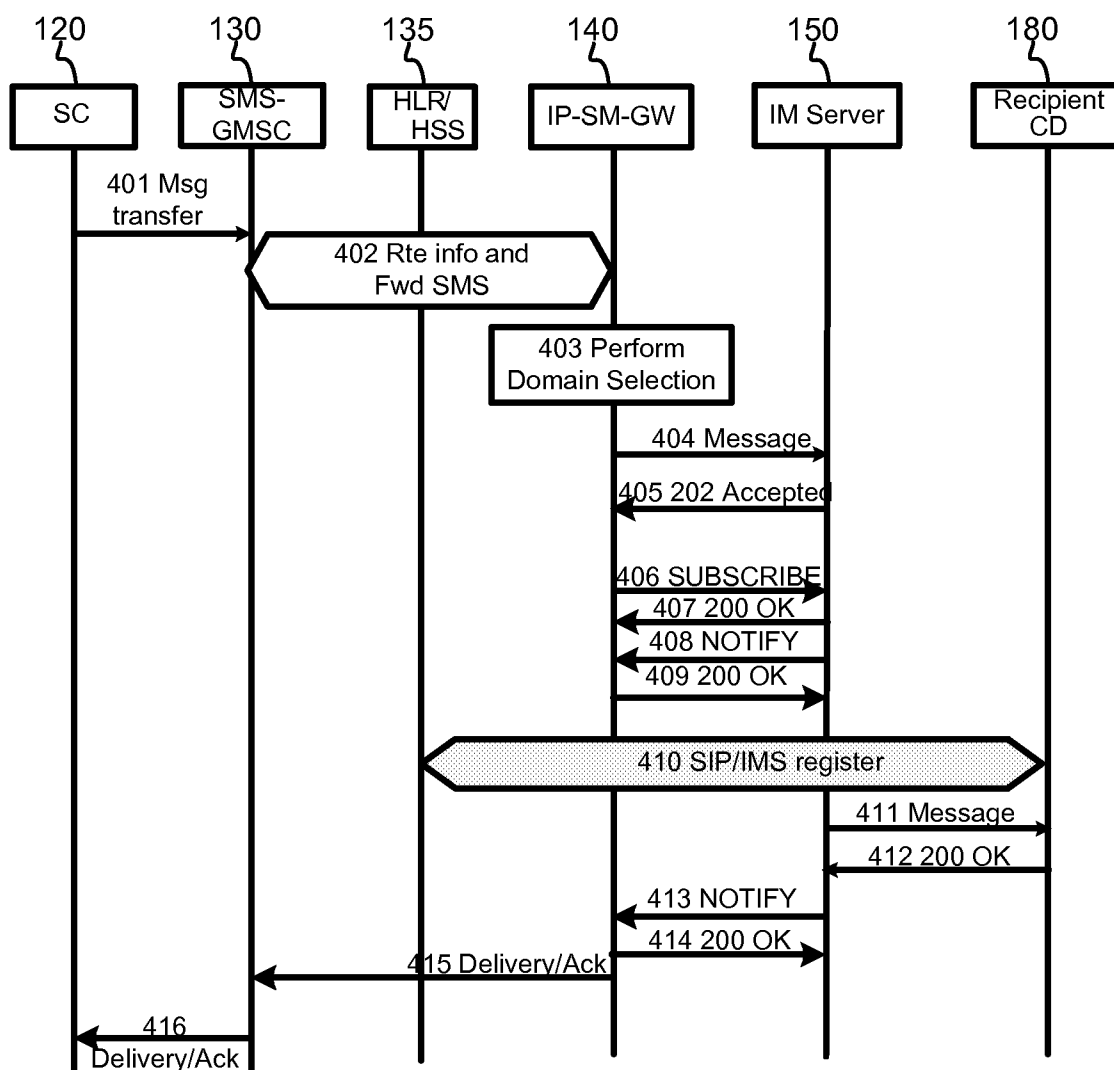 120
130
135
140
150
180
SC
SMS-
GMSC
HLR/
HSS
IP-SM-GW
IM Server
Recipient
CD
401 Msg
transfer
402 Rte info and
Fwd SMS
403 Perform
Domain Selection
404 Message
405 202 Accepted
406 SUBSCRIBE
407 200 OK
408 NOTIFY
409 200 OK
410 SIP/IMS register
411 Message
412 200 OK
413 NOTIFY
414 200 OK
415 Delivery/Ack
416
Delivery/Ack